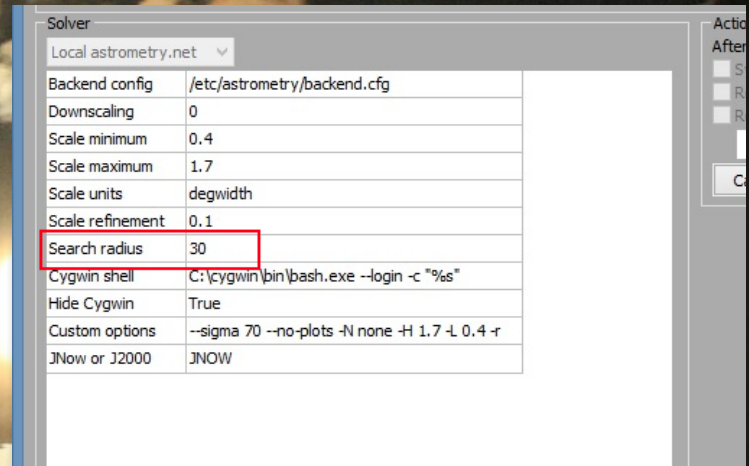 Solver
Actio
Local astrometry.net
After
Backend config /etc/astrometry/backend.cfg
S
Downscaling 0
R
Scale minimum 0.4
R
Scale maximum 1.7
Scale units degwidth
Ca
Scale refinement 0.1
Search radius 30
Cygwin shell C:\cygwin\bin\bash.exe --login -c "%s"
Hide Cygwin True
Custom options --sigma 70 --no-plots -N none -H 1.7 -L 0.4 -r
JNow or J2000 JNOW